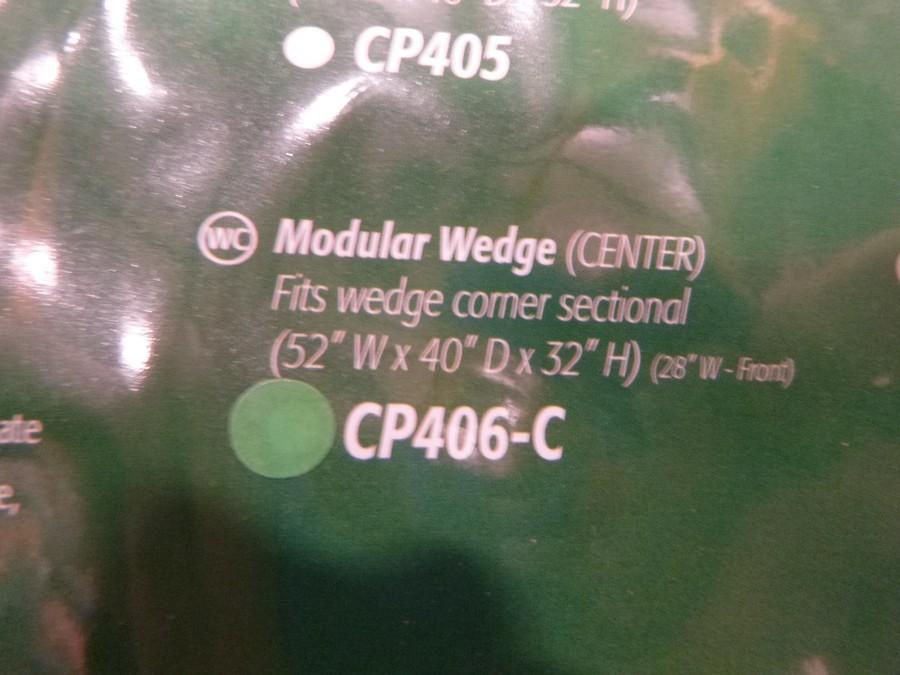 CP405
WC Modular Wedge (CENTER)
Fits wedge corner sectional
(52" W x 40" D x 32" H) (28" W - Front)
CP406-C